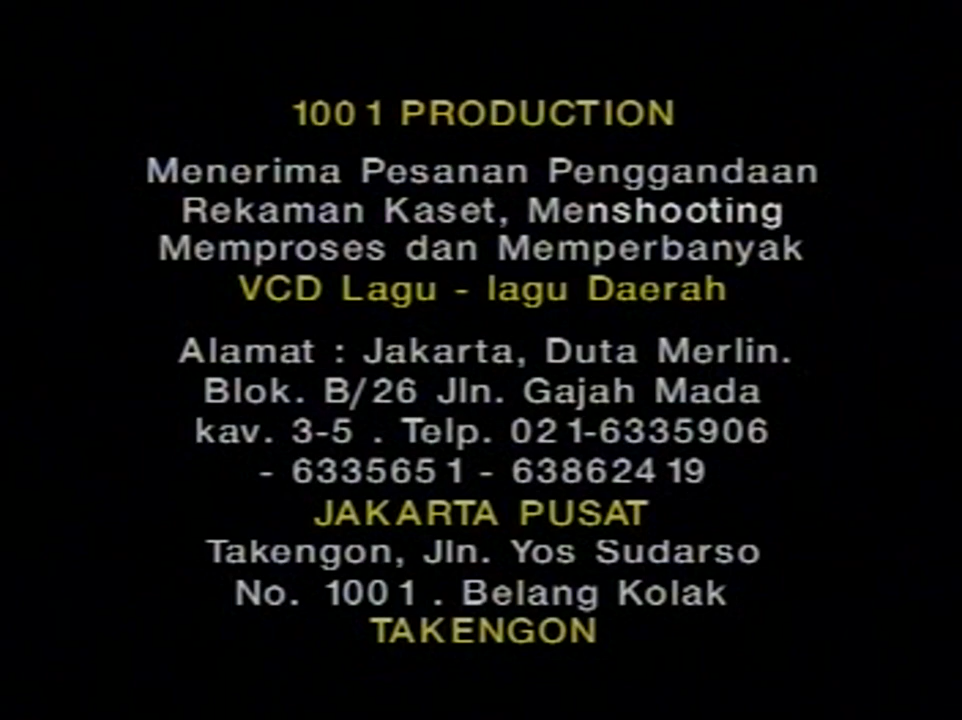 1001 PRODUCTION
Menerima Pesanan Penggandaan
Rekaman Kaset, Menshooting
Memproses dan Memperbanyak
VCD Lagu - lagu Daerah
Alamat : Jakarta, Duta Merlin.
Blok. B/26 Jln. Gajah Mada
kav. 3-5 . Telp. 021-6335906
- 6335651 - 63862419
JAKARTA PUSAT
Takengon, Jln. Yos Sudarso
No. 1001 . Belang Kolak
TAKENGON